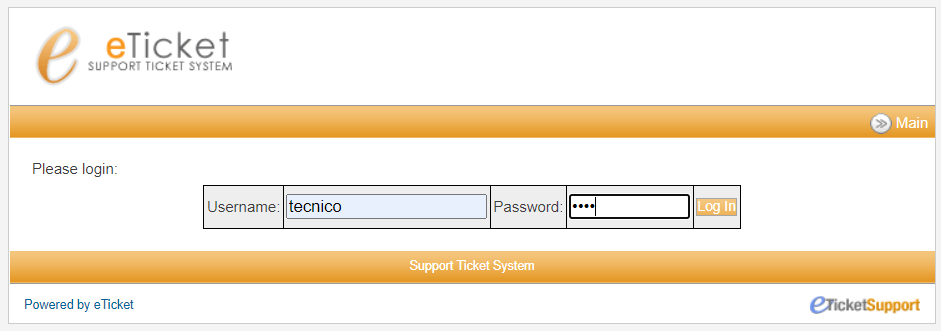 e eTicket
SUPPORT TICKET SYSTEM
Main
Please login:
Username: tecnico Password: •••• Log In
Support Ticket System
Powered by eTicket
eTicketSupport